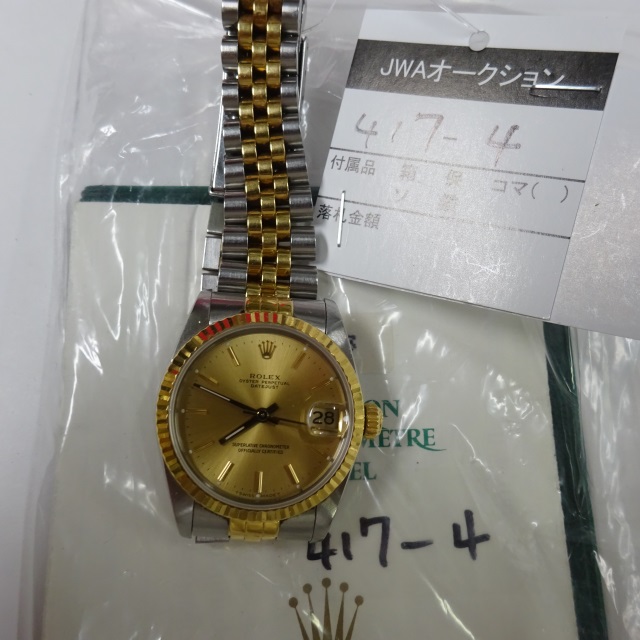 JWAオークション
417-4
付属品 箱 保 コマ( )
落札金額
ROLEX
OYSTER PERPETUAL
DATEJUST
28
SUPERLATIVE CHRONOMETER
OFFICIALLY CERTIFIED
ON
METRE
EL
417-4